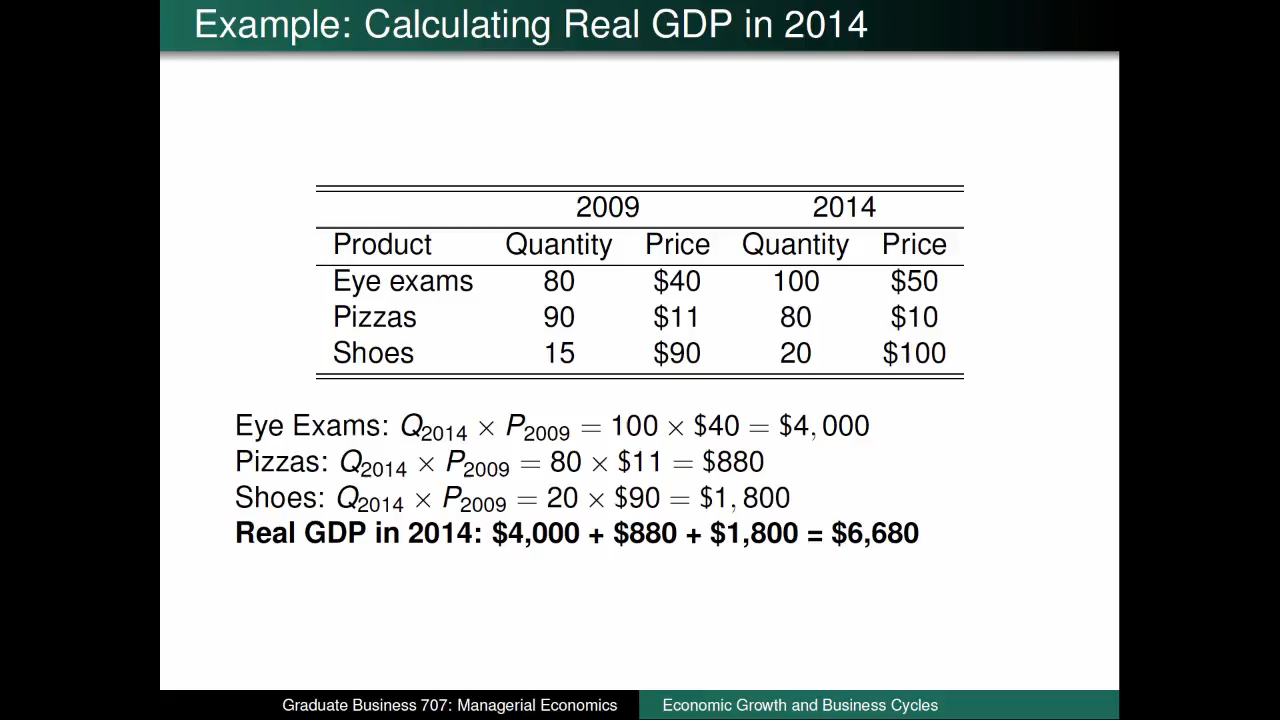 Example: Calculating Real GDP in 2014
2009 2014
Product Quantity Price Quantity Price
Eye exams 80 $40 100 $50
Pizzas 90 $11 80 $10
Shoes 15 $90 20 $100
Eye Exams: Q2014 × P2009 = 100 × $40 = $4,000
Pizzas: Q2014 × P2009 = 80 × $11 = $880
Shoes: Q2014 × P2009 = 20 × $90 = $1,800
Real GDP in 2014: $4,000 + $880 + $1,800 = $6,680
Graduate Business 707: Managerial Economics Economic Growth and Business Cycles